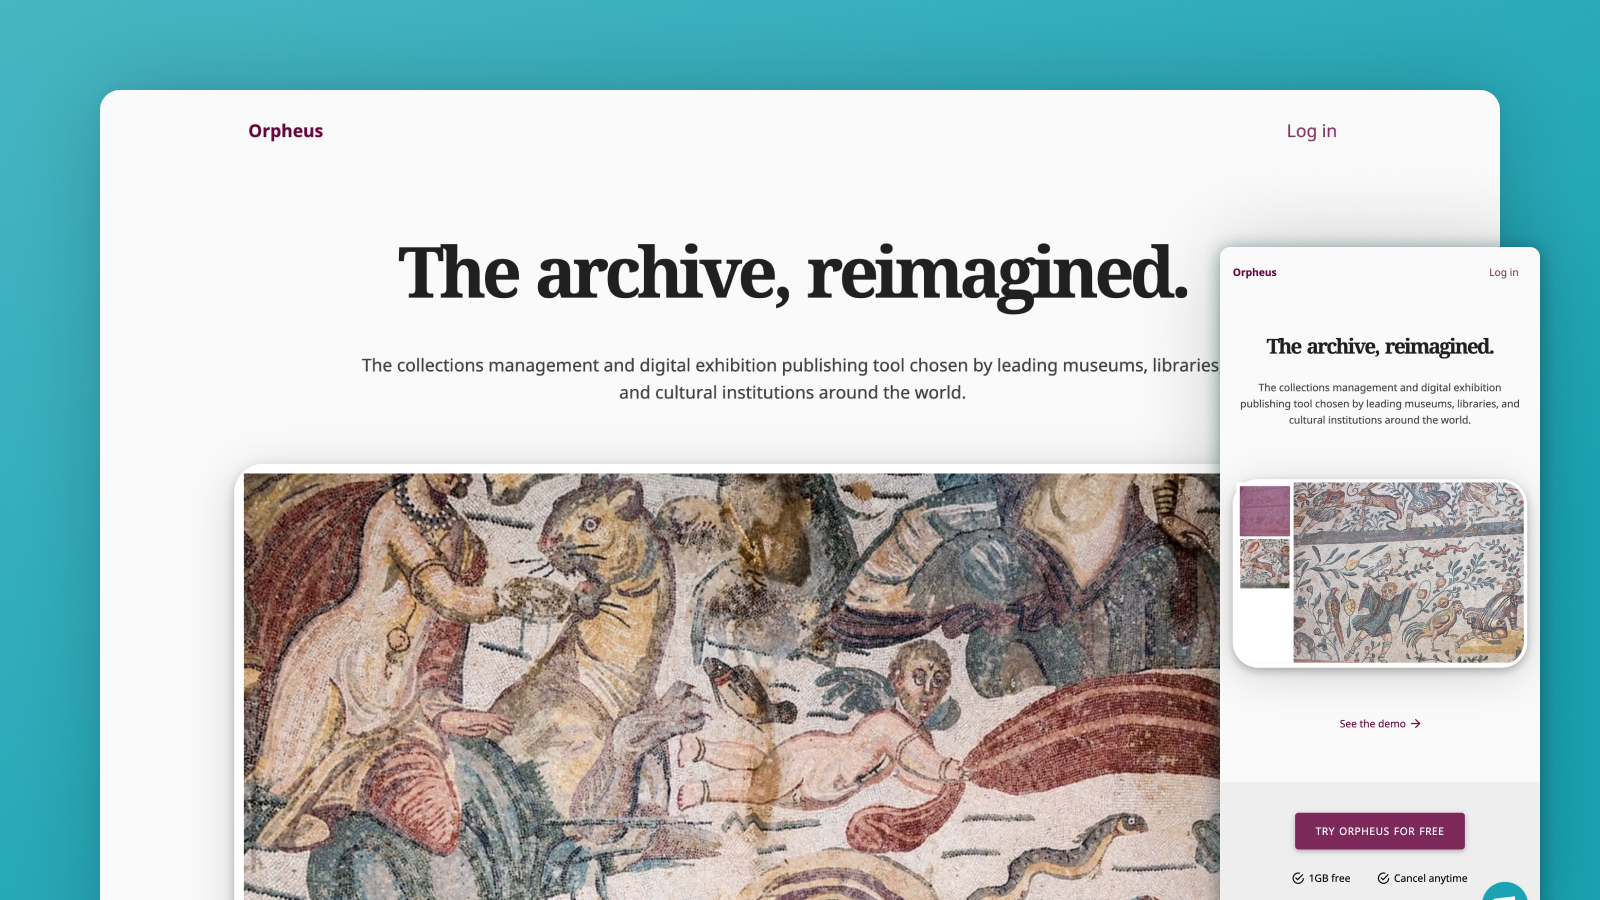 Orpheus
Log in
The archive, reimagined.
The collections management and digital exhibition publishing tool chosen by leading museums, libraries,
and cultural institutions around the world.
Orpheus
Log in
The archive, reimagined.
The collections management and digital exhibition
publishing tool chosen by leading museums, libraries, and
cultural institutions around the world.
See the demo
TRY ORPHEUS FOR FREE
1GB free
Cancel anytime